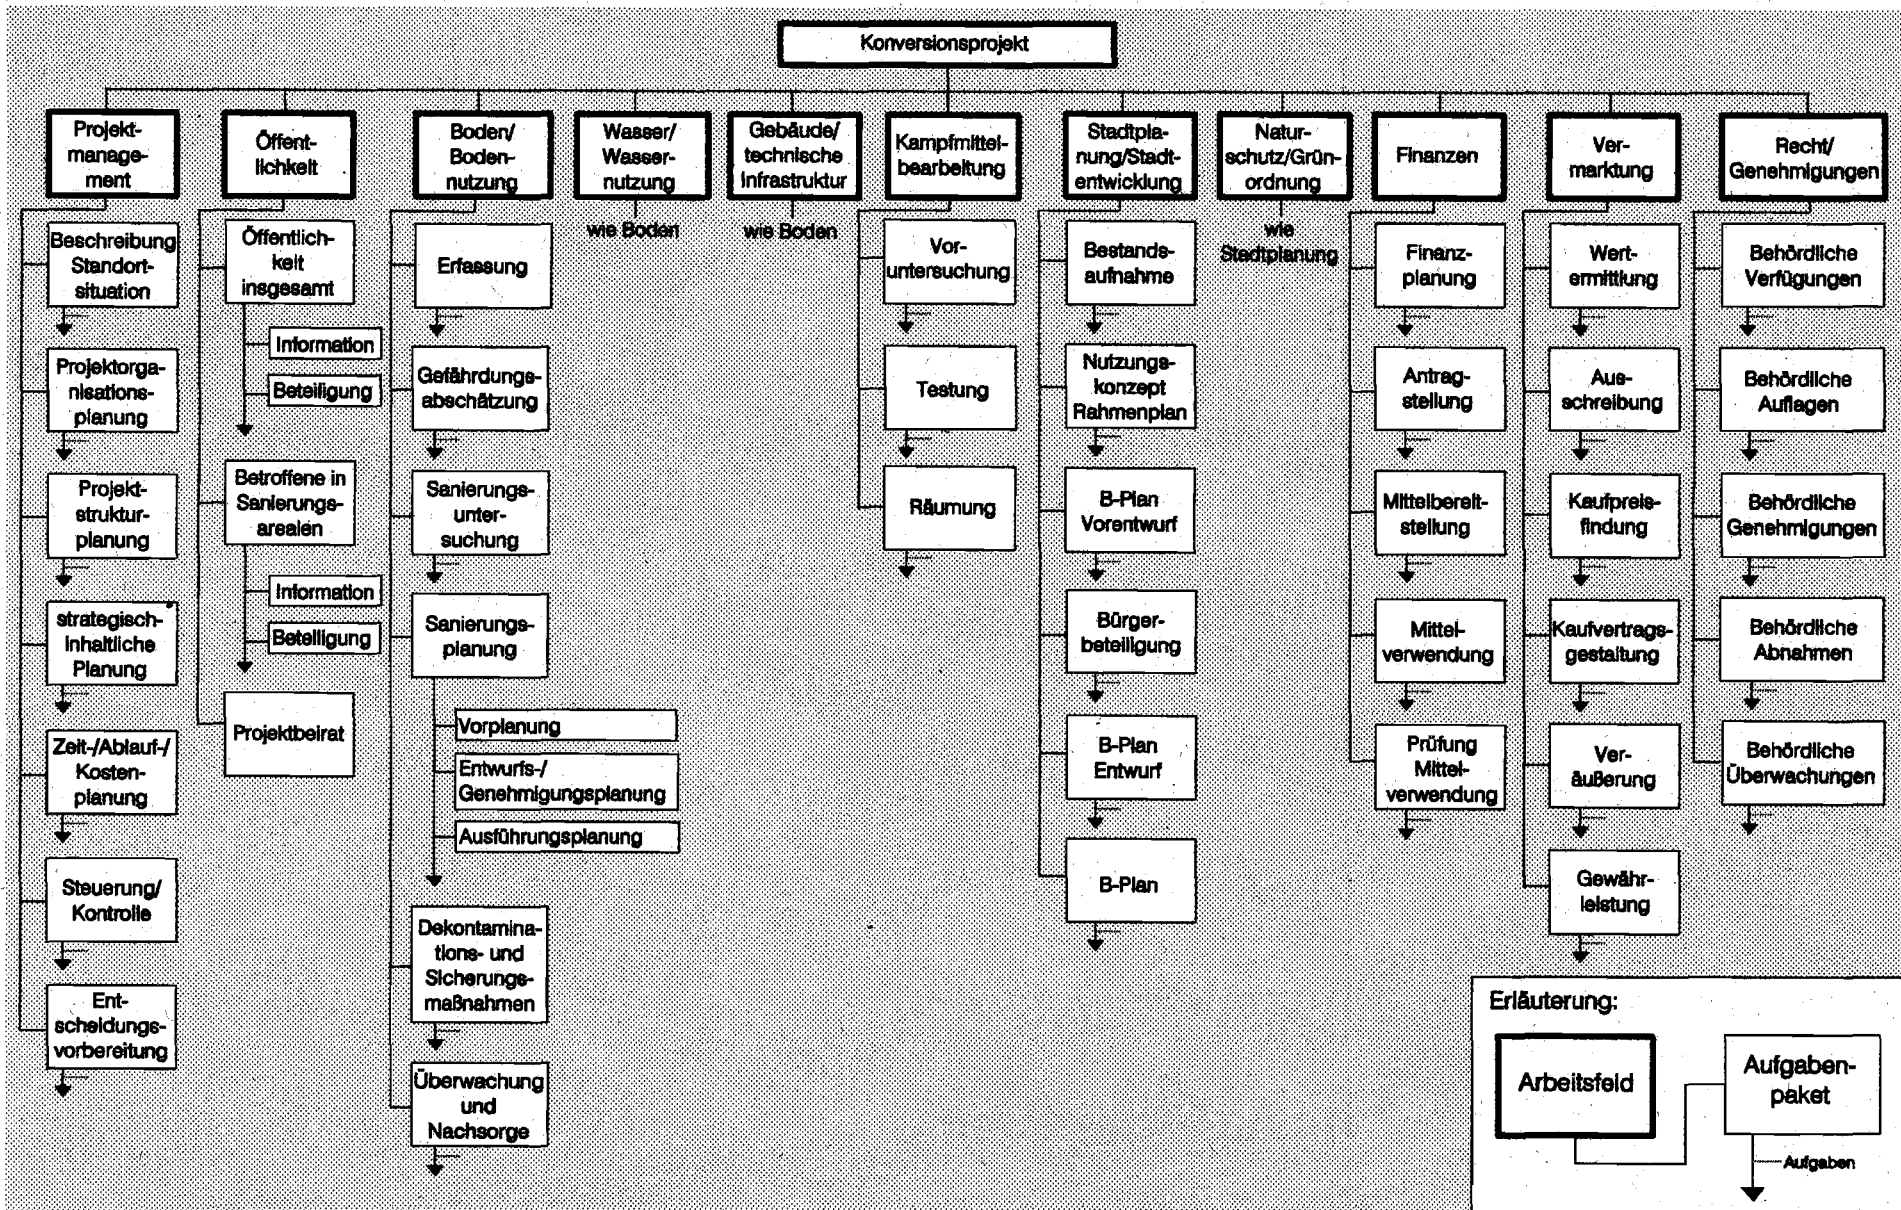 Konversionsprojekt
Projekt-
manage-
ment
Öffent-
lichkeit
Boden/
Boden-
nutzung
Wasser/
Wasser-
nutzung
Gebäude/
technische
Infrastruktur
Kampfmittel-
bearbeitung
Stadtpla-
nung/Stadt-
entwicklung
Natur-
schutz/Grün-
ordnung
Finanzen
Ver-
marktung
Recht/
Genehmigungen
Beschreibung
Standort-
situation
Projektorga-
nisations-
planung
Projekt-
struktur-
planung
strategisch-
inhaltliche
Planung
Zeit-/Ablauf-/
Kosten-
planung
Steuerung/
Kontrolle
Ent-
scheidungs-
vorbereitung
Öffentlich-
keit
insgesamt
Information
Beteiligung
Betroffene in
Sanierungs-
arealen
Information
Beteiligung
Projektbeirat
Erfassung
Gefährdungs-
abschätzung
Sanierungs-
unter-
suchung
Sanierungs-
planung
Vorplanung
Entwurfs-/
Genehmigungsplanung
Ausführungsplanung
Dekontamina-
tions- und
Sicherungs-
maßnahmen
Überwachung
und
Nachsorge
wie Boden
wie Boden
Vor-
untersuchung
Testung
Räumung
Bestands-
aufnahme
Nutzungs-
konzept
Rahmenplan
B-Plan
Vorentwurf
Bürger-
beteiligung
B-Plan
Entwurf
B-Plan
wie
Stadtplanung
Finanz-
planung
Antrag-
stellung
Mittelbereit-
stellung
Mittel-
verwendung
Prüfung
Mittel-
verwendung
Wert-
ermittlung
Aus-
schreibung
Kaufpreis-
findung
Kaufvertrags-
gestaltung
Ver-
äußerung
Gewähr-
leistung
Behördliche
Verfügungen
Behördliche
Auflagen
Behördliche
Genehmigungen
Behördliche
Abnahmen
Behördliche
Überwachungen
Erläuterung:
Arbeitsfeld
Aufgaben-
paket
Aufgaben